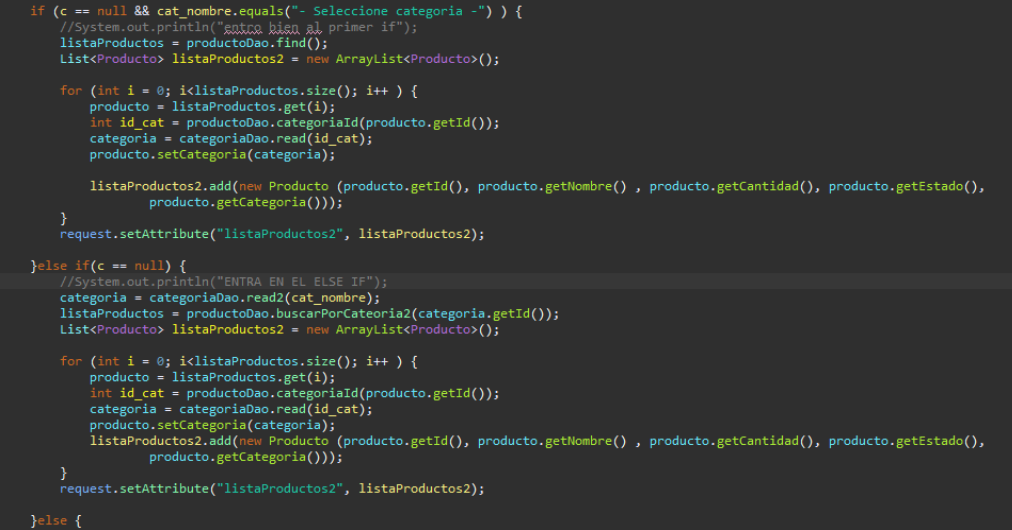 if (c == null && cat_nombre.equals("- Seleccione categoria -") ) {
//System.out.println("entro bien al primer if");
listaProductos = productoDao.find();
List<Producto> listaProductos2 = new ArrayList<Producto>();
for (int i = 0; i<listaProductos.size(); i++ ) {
producto = listaProductos.get(i);
int id_cat = productoDao.categoriaId(producto.getId());
categoria = categoriaDao.read(id_cat);
producto.setCategoria(categoria);
listaProductos2.add(new Producto (producto.getId(), producto.getNombre() , producto.getCantidad(), producto.getEstado(),
producto.getCategoria()));
}
request.setAttribute("listaProductos2", listaProductos2);
}else if(c == null) {
//System.out.println("ENTRA EN EL ELSE IF");
categoria = categoriaDao.read2(cat_nombre);
listaProductos = productoDao.buscarPorCateoria2(categoria.getId());
List<Producto> listaProductos2 = new ArrayList<Producto>();
for (int i = 0; i<listaProductos.size(); i++ ) {
producto = listaProductos.get(i);
int id_cat = productoDao.categoriaId(producto.getId());
categoria = categoriaDao.read(id_cat);
producto.setCategoria(categoria);
listaProductos2.add(new Producto (producto.getId(), producto.getNombre() , producto.getCantidad(), producto.getEstado(),
producto.getCategoria()));
}
request.setAttribute("listaProductos2", listaProductos2);
}else {